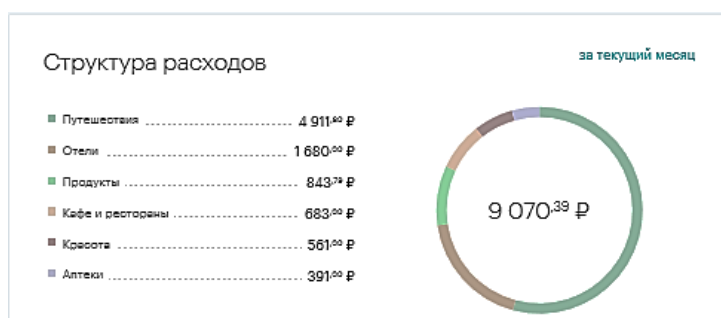 Структура расходов
за текущий месяц
Путешествия 4 911,60 ₽
Отели 1 680,00 ₽
Продукты 843,79 ₽
Кафе и рестораны 683,00 ₽
Красота 561,00 ₽
Аптеки 391,00 ₽
9 070,39 ₽